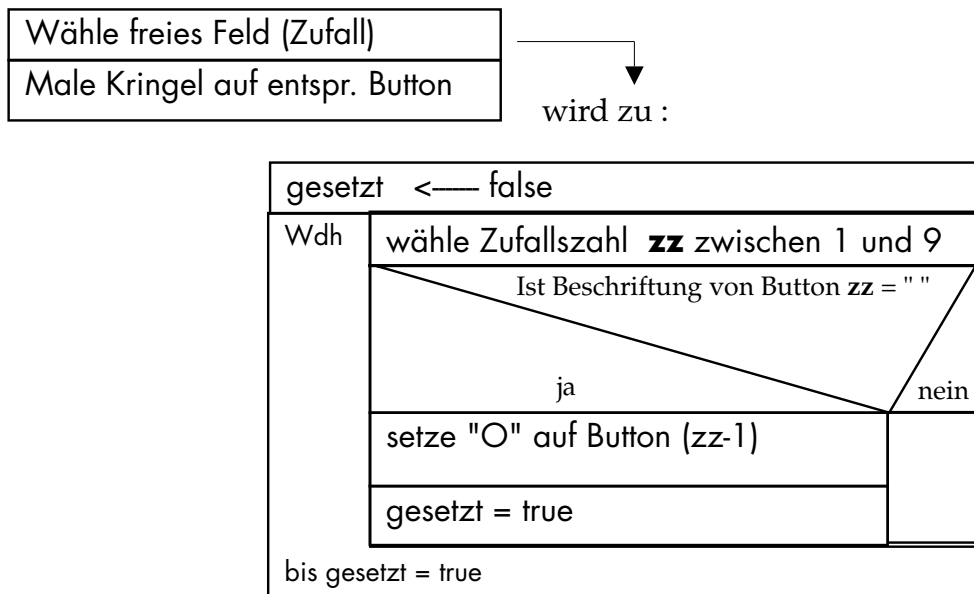 Wähle freies Feld (Zufall)
Male Kringel auf entspr. Button
wird zu :
gesetzt <------- false
Wdh
wähle Zufallszahl zz zwischen 1 und 9
Ist Beschriftung von Button zz = " "
ja
nein
setze "O" auf Button (zz-1)
gesetzt = true
bis gesetzt = true